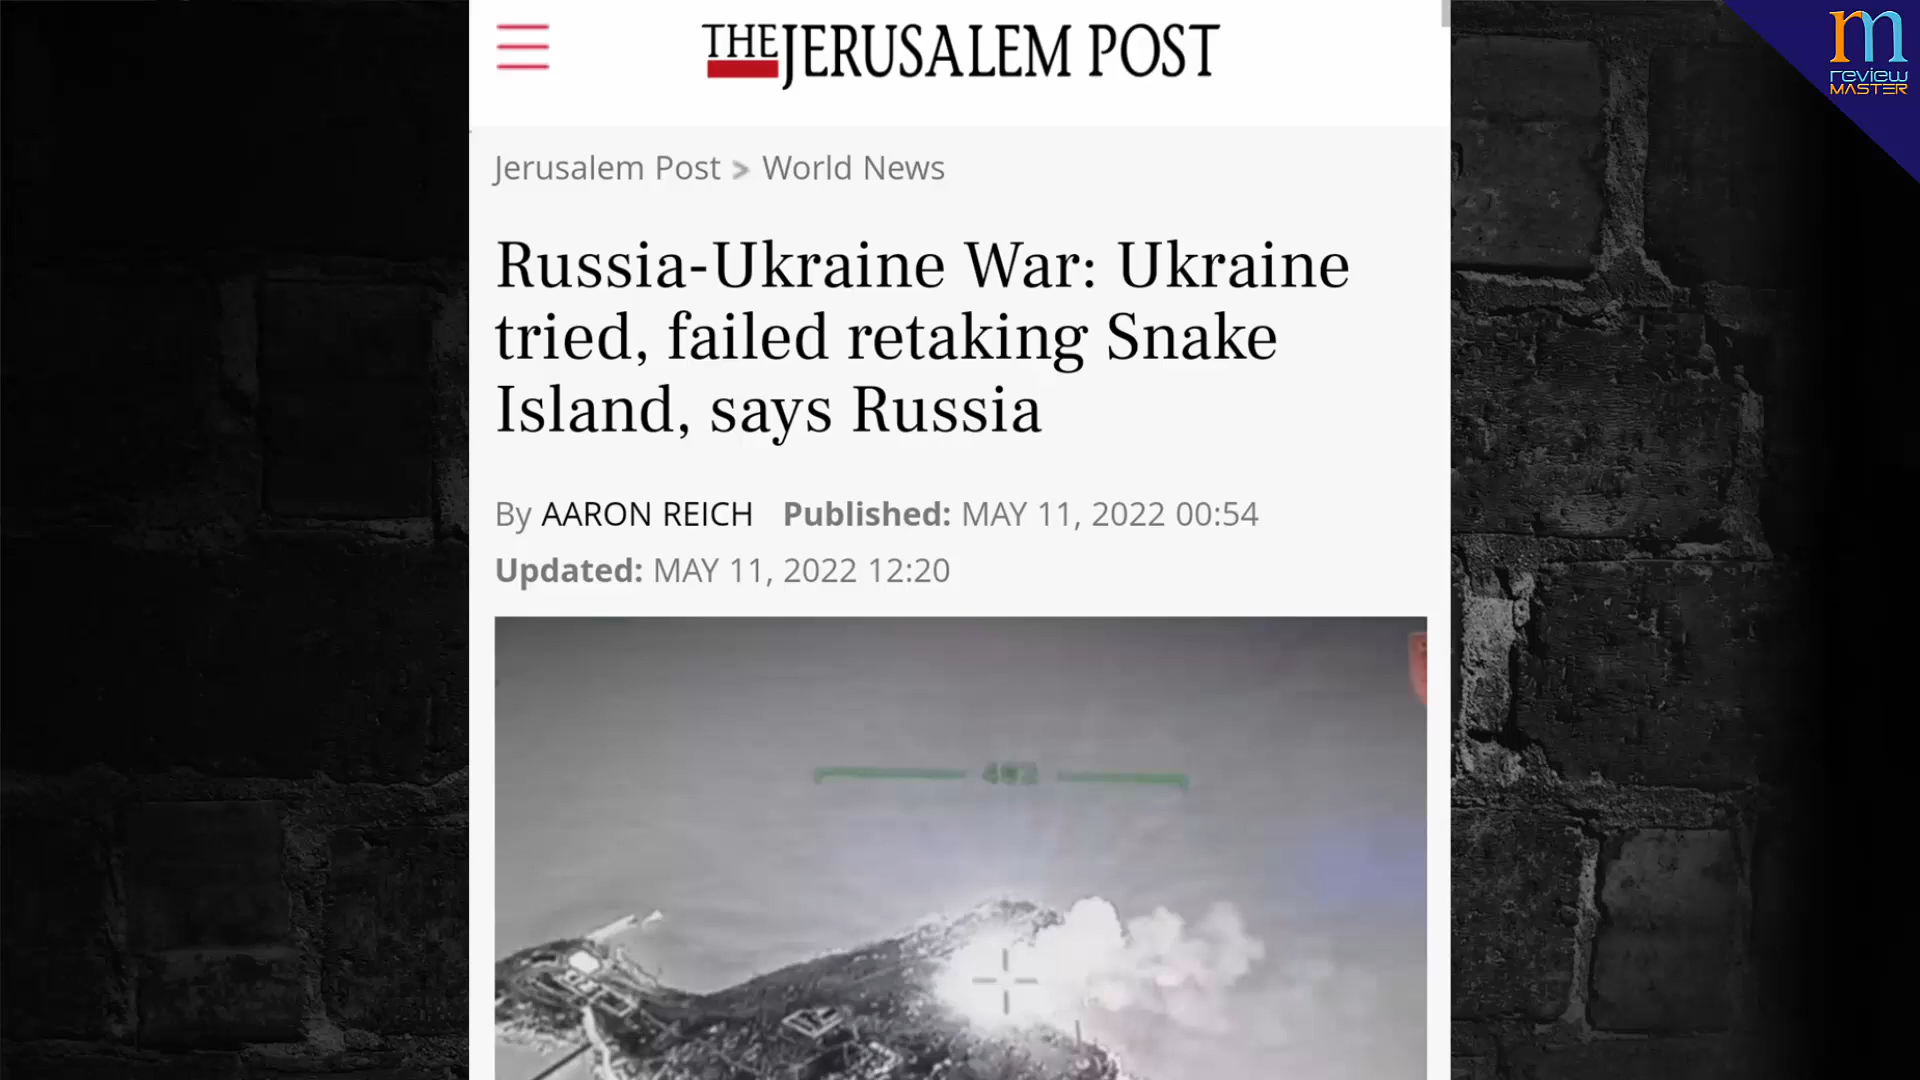 THE JERUSALEM POST
m
review
MASTER
Jerusalem Post > World News
Russia-Ukraine War: Ukraine
tried, failed retaking Snake
Island, says Russia
By AARON REICH Published: MAY 11, 2022 00:54
Updated: MAY 11, 2022 12:20